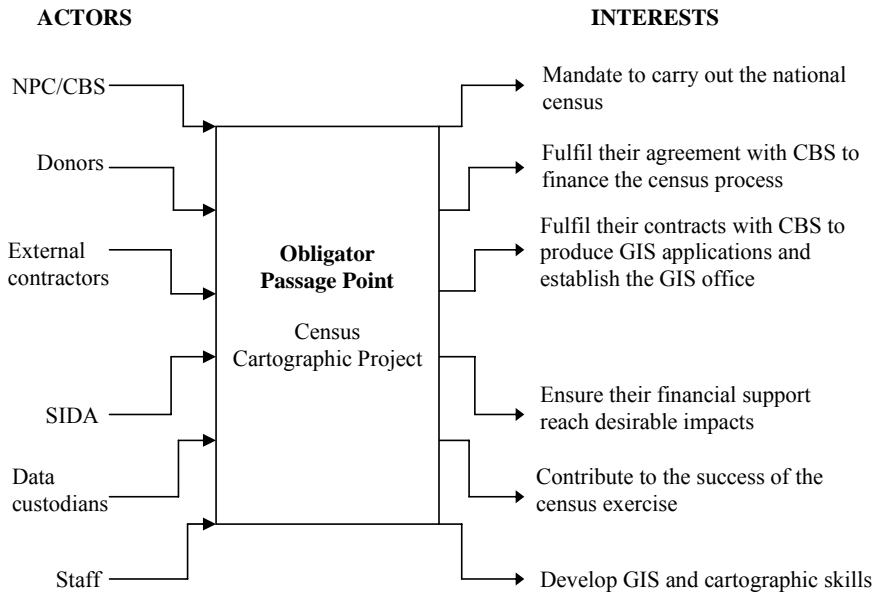 ACTORS
INTERESTS
NPC/CBS
Donors
External
contractors
SIDA
Data
custodians
Staff
Obligator
Passage Point
Census
Cartographic Project
Mandate to carry out the national
census
Fulfil their agreement with CBS to
finance the census process
Fulfil their contracts with CBS to
produce GIS applications and
establish the GIS office
Ensure their financial support
reach desirable impacts
Contribute to the success of the
census exercise
Develop GIS and cartographic skills